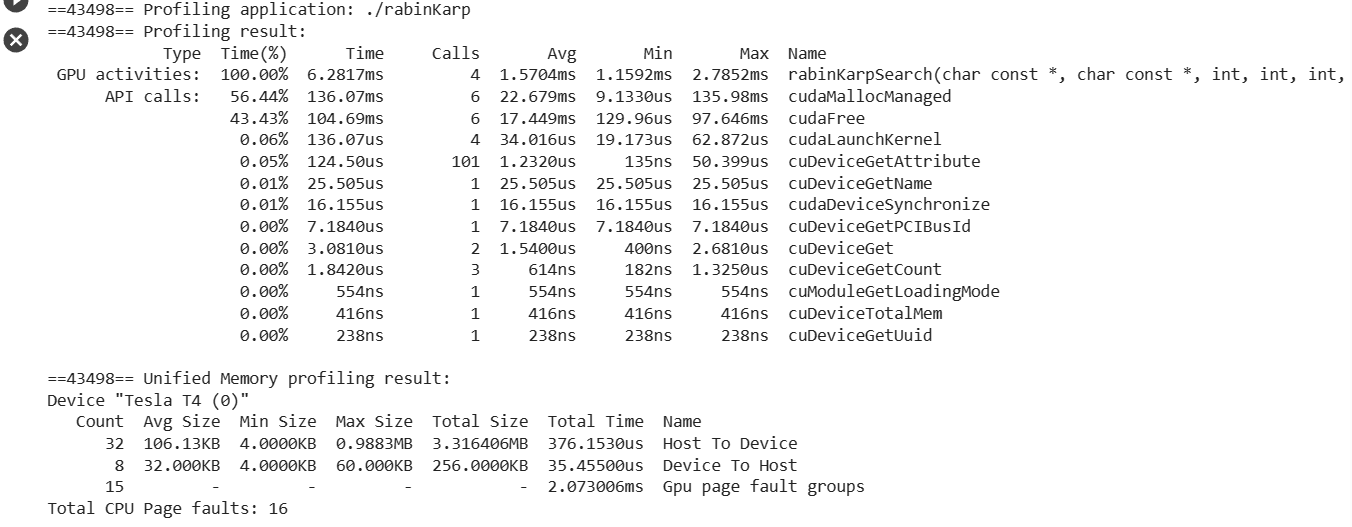 ==43498== Profiling application: ./rabinKarp
==43498== Profiling result:
Type Time(%) Time Calls Avg Min Max Name
GPU activities: 100.00% 6.2817ms 4 1.5704ms 1.1592ms 2.7852ms rabinKarpSearch(char const *, char const *, int, int, int,
API calls: 56.44% 136.07ms 6 22.679ms 9.1330us 135.98ms cudaMallocManaged
43.43% 104.69ms 6 17.449ms 129.96us 97.646ms cudaFree
0.06% 136.07us 4 34.016us 19.173us 62.872us cudaLaunchKernel
0.05% 124.50us 101 1.2320us 135ns 50.399us cuDeviceGetAttribute
0.01% 25.505us 1 25.505us 25.505us 25.505us cuDeviceGetName
0.01% 16.155us 1 16.155us 16.155us 16.155us cudaDeviceSynchronize
0.00% 7.1840us 1 7.1840us 7.1840us 7.1840us cuDeviceGetPCIBusId
0.00% 3.0810us 2 1.5400us 400ns 2.6810us cuDeviceGet
0.00% 1.8420us 3 614ns 182ns 1.3250us cuDeviceGetCount
0.00% 554ns 1 554ns 554ns 554ns cuModuleGetLoadingMode
0.00% 416ns 1 416ns 416ns 416ns cuDeviceTotalMem
0.00% 238ns 1 238ns 238ns 238ns cuDeviceGetUuid
==43498== Unified Memory profiling result:
Device "Tesla T4 (0)"
Count Avg Size Min Size Max Size Total Size Total Time Name
32 106.13KB 4.0000KB 0.9883MB 3.316406MB 376.1530us Host To Device
8 32.000KB 4.0000KB 60.000KB 256.0000KB 35.45500us Device To Host
15 - - - - 2.073006ms Gpu page fault groups
Total CPU Page faults: 16